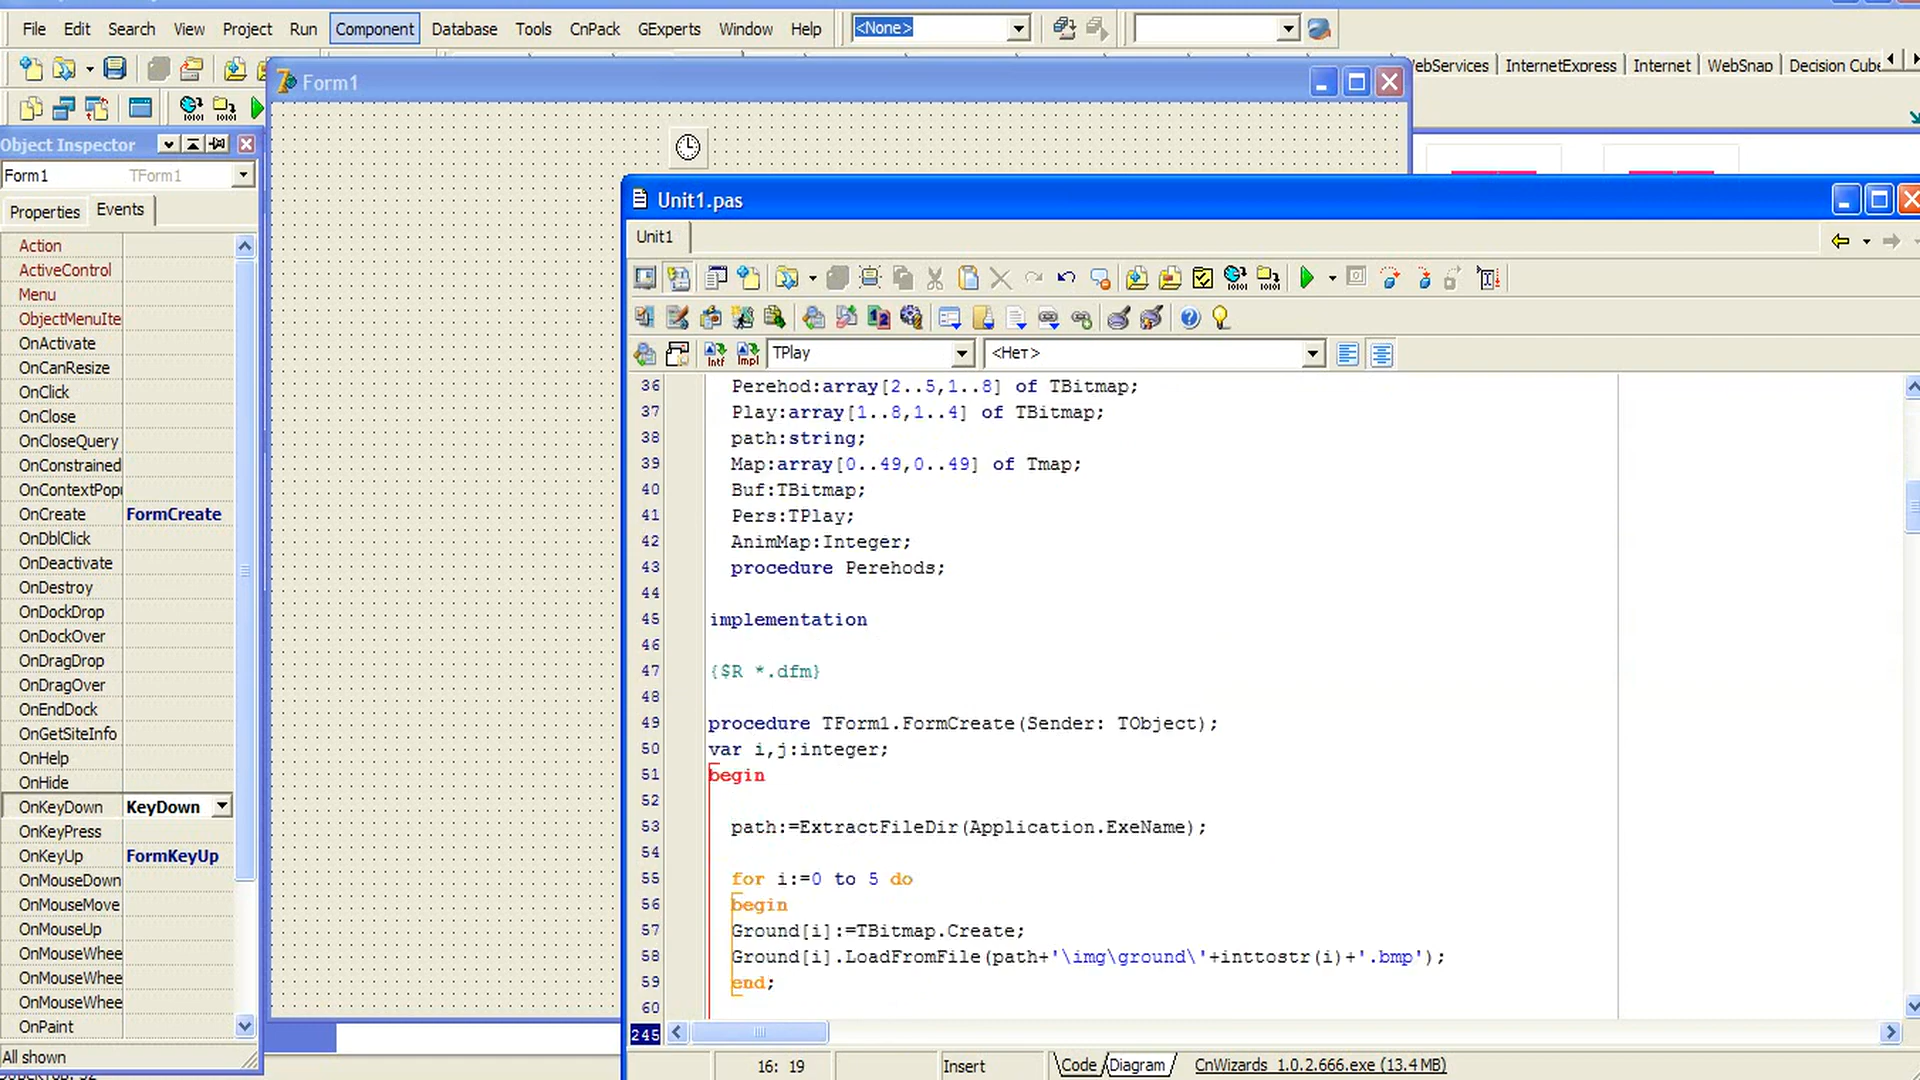 File Edit Search View Project Run Component Database Tools CnPack GExperts Window Help <None>
WebServices InternetExpress Internet WebSnap Decision Cube
Form1
Object Inspector
Form1 TForm1
Properties Events
Action
ActiveControl
Menu
ObjectMenuIte
OnActivate
OnCanResize
OnClick
OnClose
OnCloseQuery
OnConstrained
OnContextPopu
OnCreate FormCreate
OnDblClick
OnDeactivate
OnDestroy
OnDockDrop
OnDockOver
OnDragDrop
OnDragOver
OnEndDock
OnGetSiteInfo
OnHelp
OnHide
OnKeyDown KeyDown
OnKeyPress
OnKeyUp FormKeyUp
OnMouseDown
OnMouseMove
OnMouseUp
OnMouseWhee
OnMouseWhee
OnMouseWhee
OnPaint
All shown
Unit1.pas
Unit1
TPlay <Нет>
36 Perehod:array[2..5,1..8] of TBitmap;
37 Play:array[1..8,1..4] of TBitmap;
38 path:string;
39 Map:array[0..49,0..49] of Tmap;
40 Buf:TBitmap;
41 Pers:TPlay;
42 AnimMap:Integer;
43 procedure Perehods;
44
45 implementation
46
47 {$R *.dfm}
48
49 procedure TForm1.FormCreate(Sender: TObject);
50 var i,j:integer;
51 begin
52
53 path:=ExtractFileDir(Application.ExeName);
54
55 for i:=0 to 5 do
56 begin
57 Ground[i]:=TBitmap.Create;
58 Ground[i].LoadFromFile(path+'\img\ground\'+inttostr(i)+'.bmp');
59 end;
60
245
16: 19 Insert Code Diagram CnWizards_1.0.2.666.exe (13.4 MB)